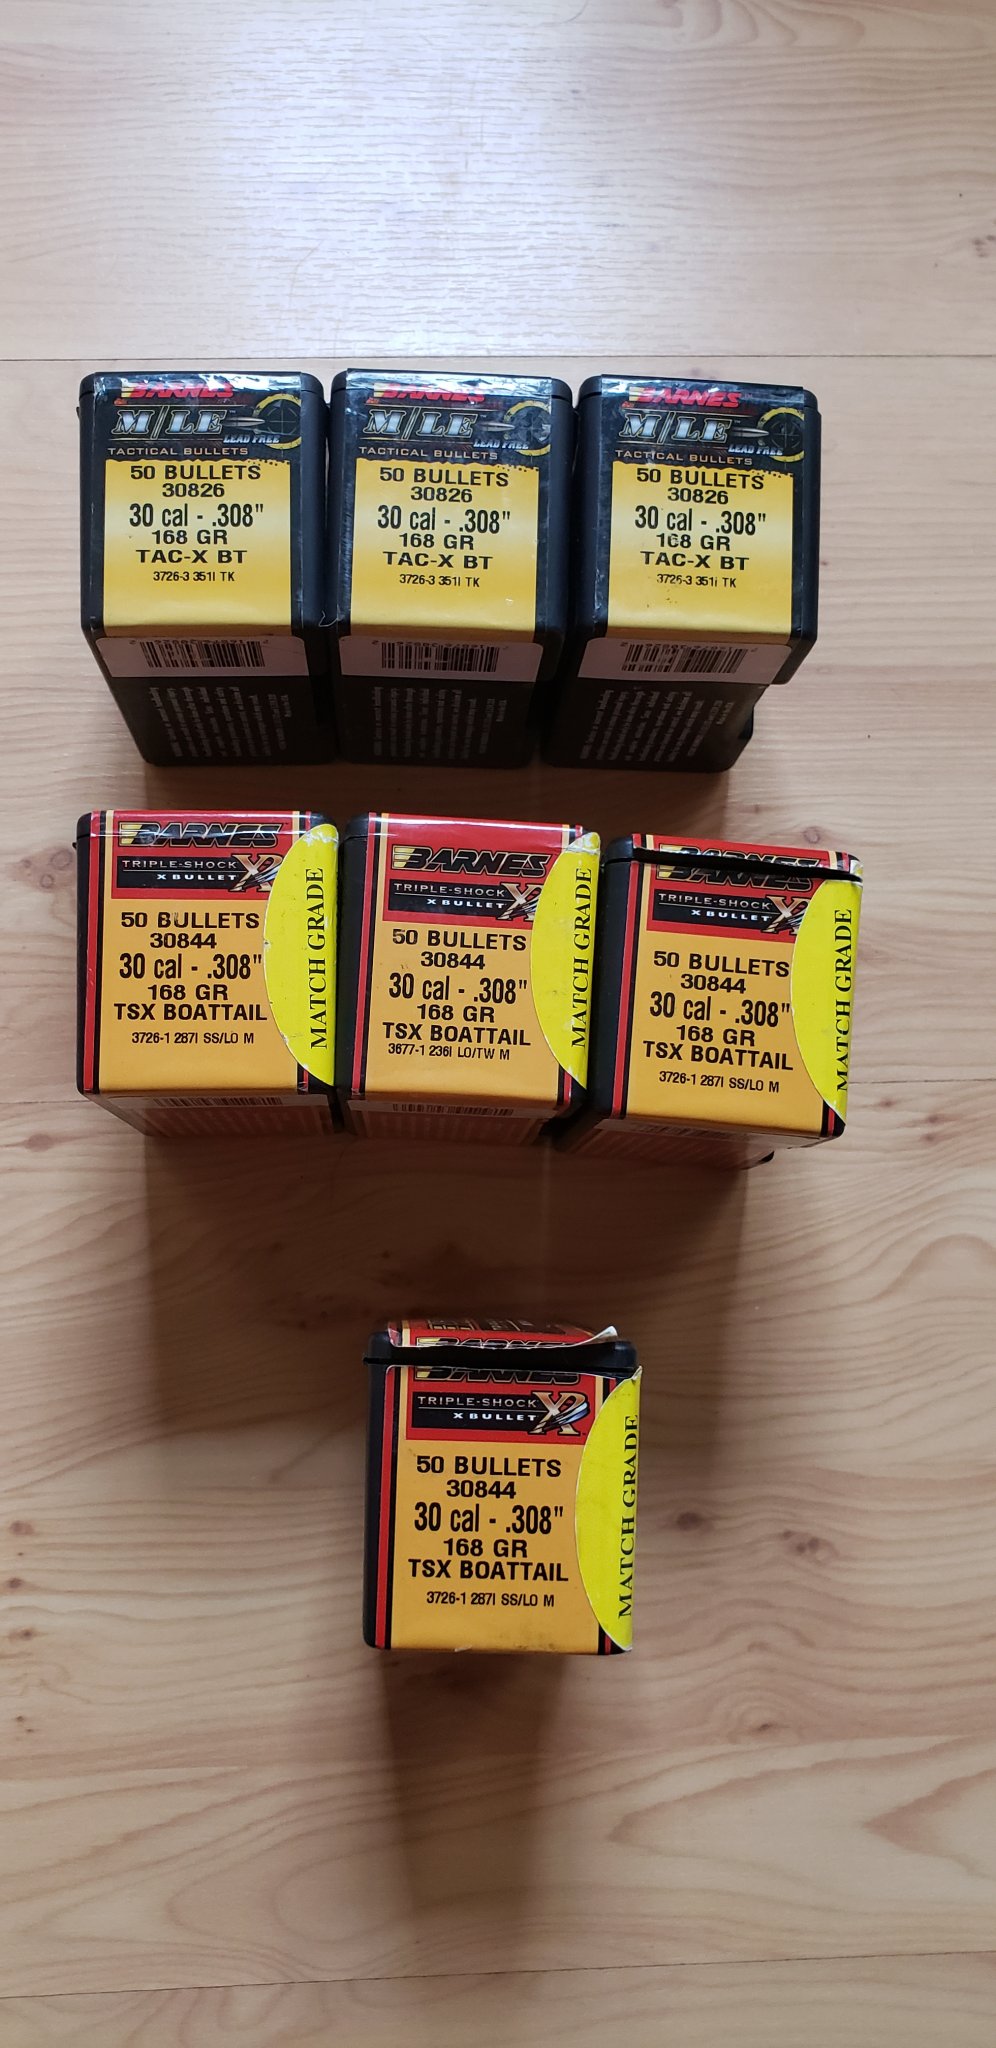 BARNES
M/LE™
LEAD FREE
TACTICAL BULLETS
50 BULLETS
30826
30 cal - .308"
168 GR
TAC-X BT
3726-3 351I TK
BARNES
M/LE™
LEAD FREE
TACTICAL BULLETS
50 BULLETS
30826
30 cal - .308"
168 GR
TAC-X BT
3726-3 351I TK
BARNES
M/LE™
LEAD FREE
TACTICAL BULLETS
50 BULLETS
30826
30 cal - .308"
168 GR
TAC-X BT
3726-3 351I TK
BARNES
TRIPLE-SHOCK
X BULLET
50 BULLETS
30844
30 cal - .308"
168 GR
TSX BOATTAIL
3726-1 287I SS/LO M
MATCH GRADE
BARNES
TRIPLE-SHOCK
X BULLET
50 BULLETS
30844
30 cal - .308"
168 GR
TSX BOATTAIL
3677-1 236I LO/TW M
MATCH GRADE
BARNES
TRIPLE-SHOCK
X BULLET
50 BULLETS
30844
30 cal - .308"
168 GR
TSX BOATTAIL
3726-1 287I SS/LO M
MATCH GRADE
BARNES
TRIPLE-SHOCK
X BULLET
50 BULLETS
30844
30 cal - .308"
168 GR
TSX BOATTAIL
3726-1 287I SS/LO M
MATCH GRADE